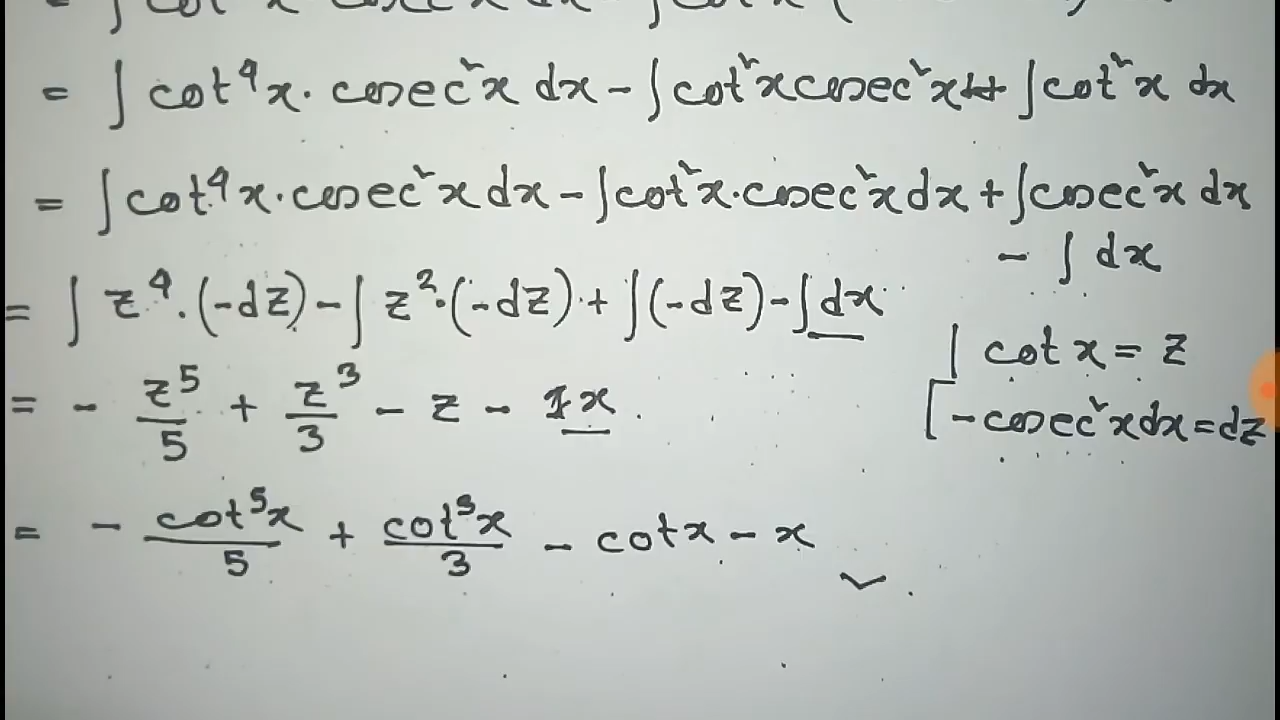 = ∫ cot⁴x · cosec²x dx - ∫ cot²x cosec²x + ∫ cot²x dx
= ∫ cot⁴x · cosec²x dx - ∫ cot²x · cosec²x dx + ∫ cosec²x dx
- ∫ dx
= ∫ z⁴ · (-dz) - ∫ z² · (-dz) + ∫ (-dz) - ∫ dx
| cot x = z
= - z⁵/5 + z³/3 - z - 1x .
[ -cosec²x dx = dz
= - cot⁵x/5 + cot³x/3 - cot x - x